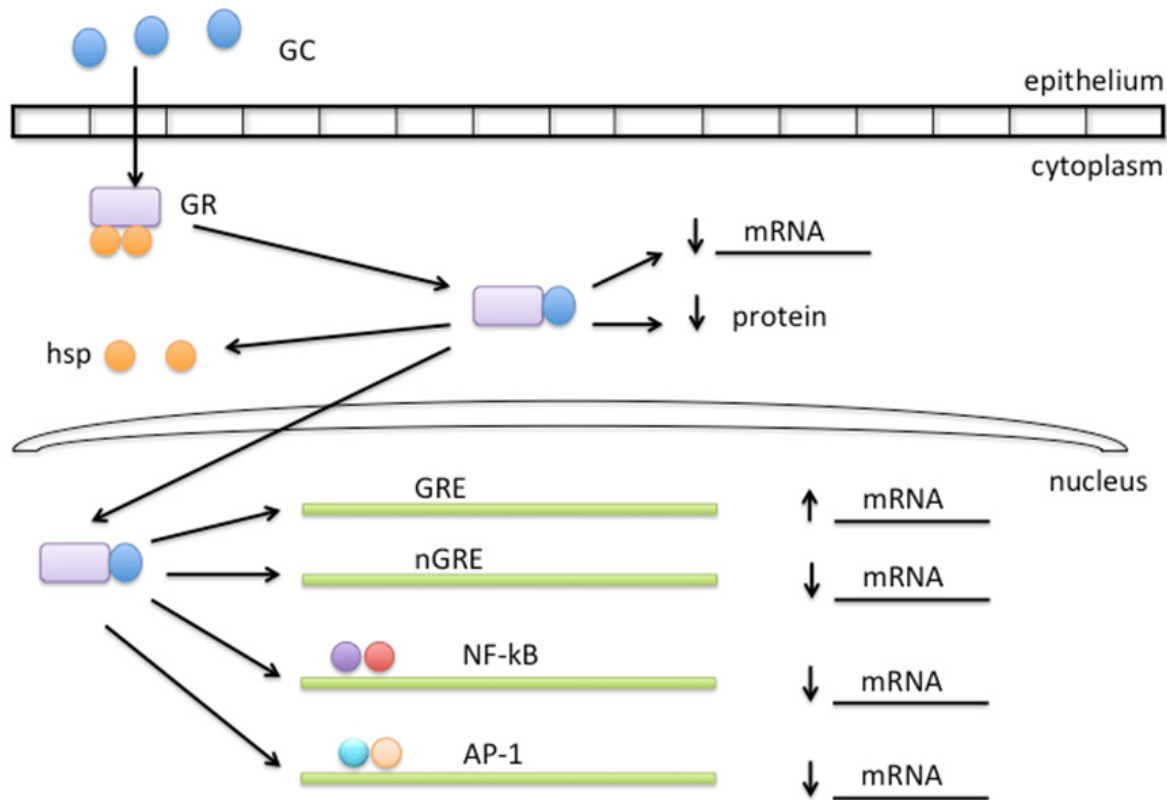 GC
epithelium
cytoplasm
GR
mRNA
protein
hsp
nucleus
GRE
mRNA
nGRE
mRNA
NF-kB
mRNA
AP-1
mRNA